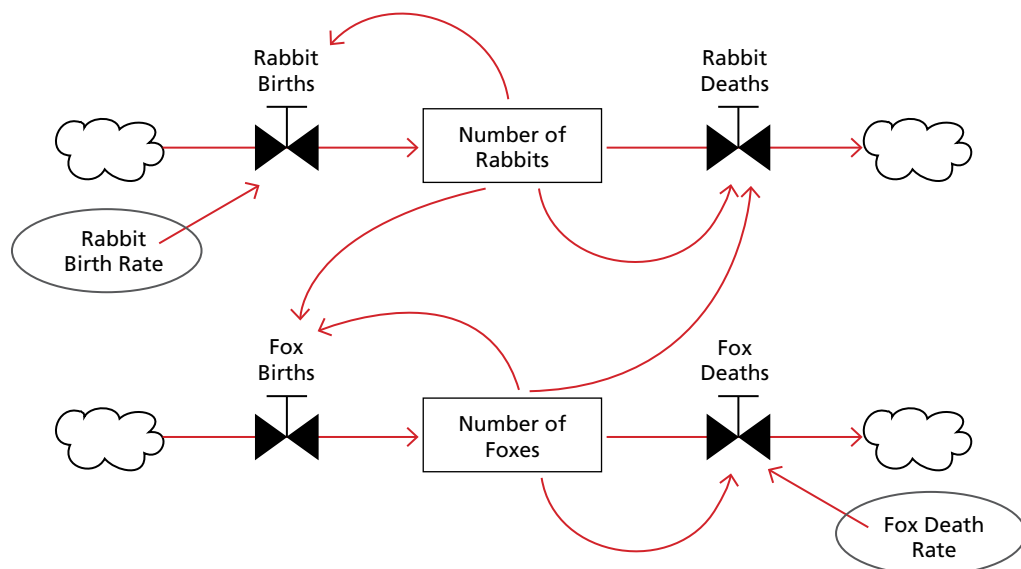 Rabbit
Births
Rabbit
Deaths
Number of
Rabbits
Rabbit
Birth Rate
Fox
Births
Fox
Deaths
Number of
Foxes
Fox Death
Rate